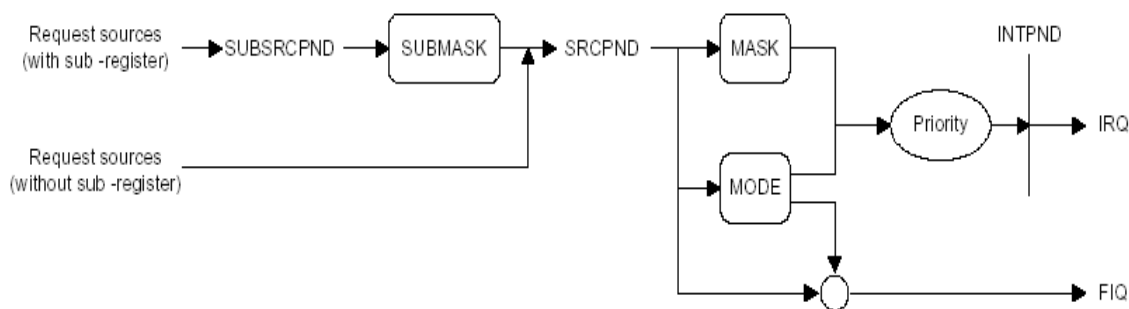 Request sources
(with sub -register)
SUBSRCPND
SUBMASK
SRCPND
MASK
INTPND
Priority
IRQ
Request sources
(without sub -register)
MODE
FIQ